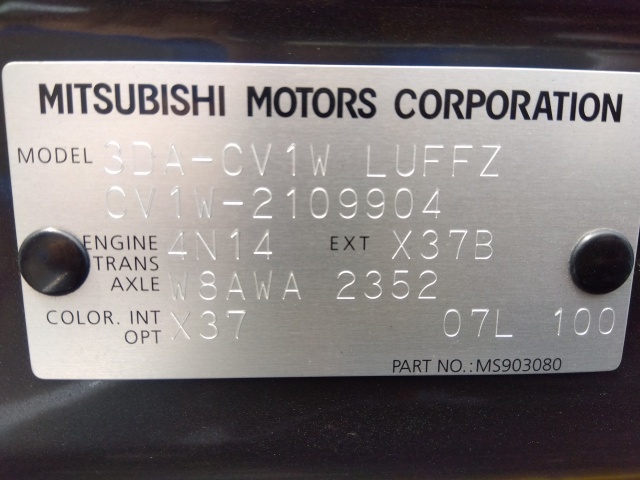 MITSUBISHI MOTORS CORPORATION
MODEL 3DA-CV1W LUFFZ
CV1W-2109904
ENGINE 4N14 EXT X37B
TRANS AXLE W8AWA 2352
COLOR. INT X37 07L 100
OPT
PART NO.:MS903080